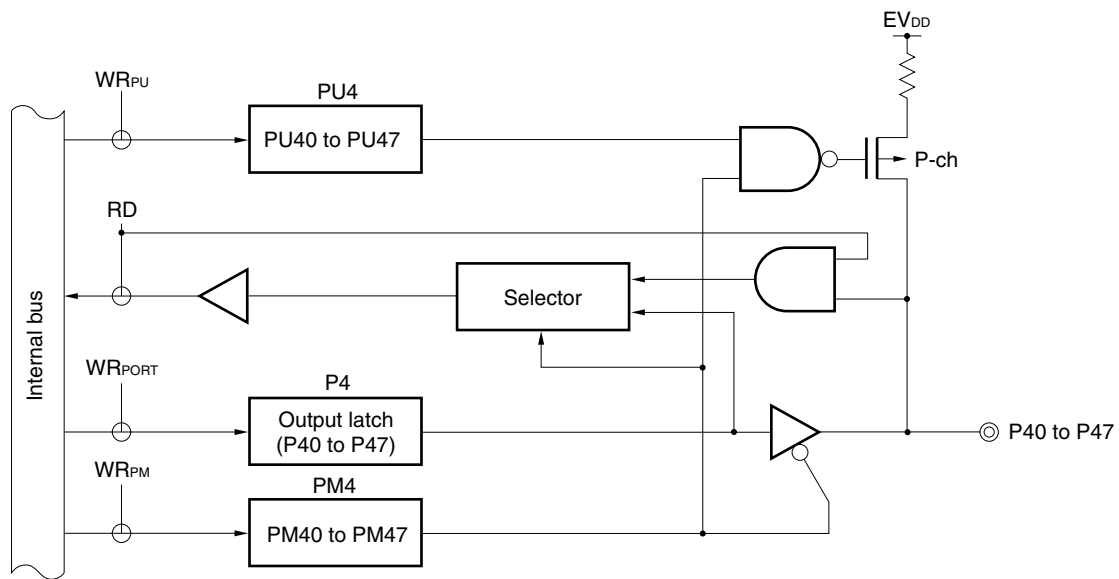 EVDD
WRPU
PU4
PU40 to PU47
P-ch
RD
Selector
Internal bus
WRPORT
P4
Output latch
(P40 to P47)
P40 to P47
WRPM
PM4
PM40 to PM47